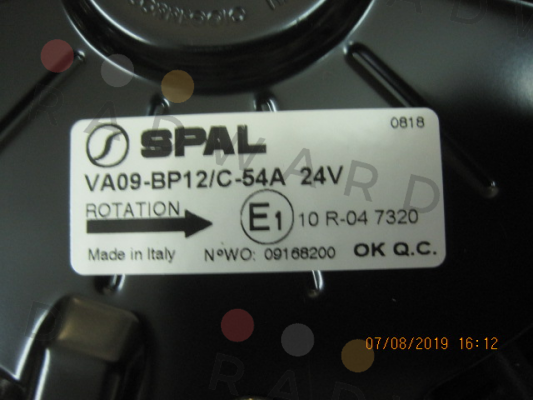 0818
SPAL
VA09-BP12/C-54A 24V
ROTATION
E1 10 R-04 7320
Made in Italy N°WO: 09168200 OK Q.C.
07/08/2019 16:12